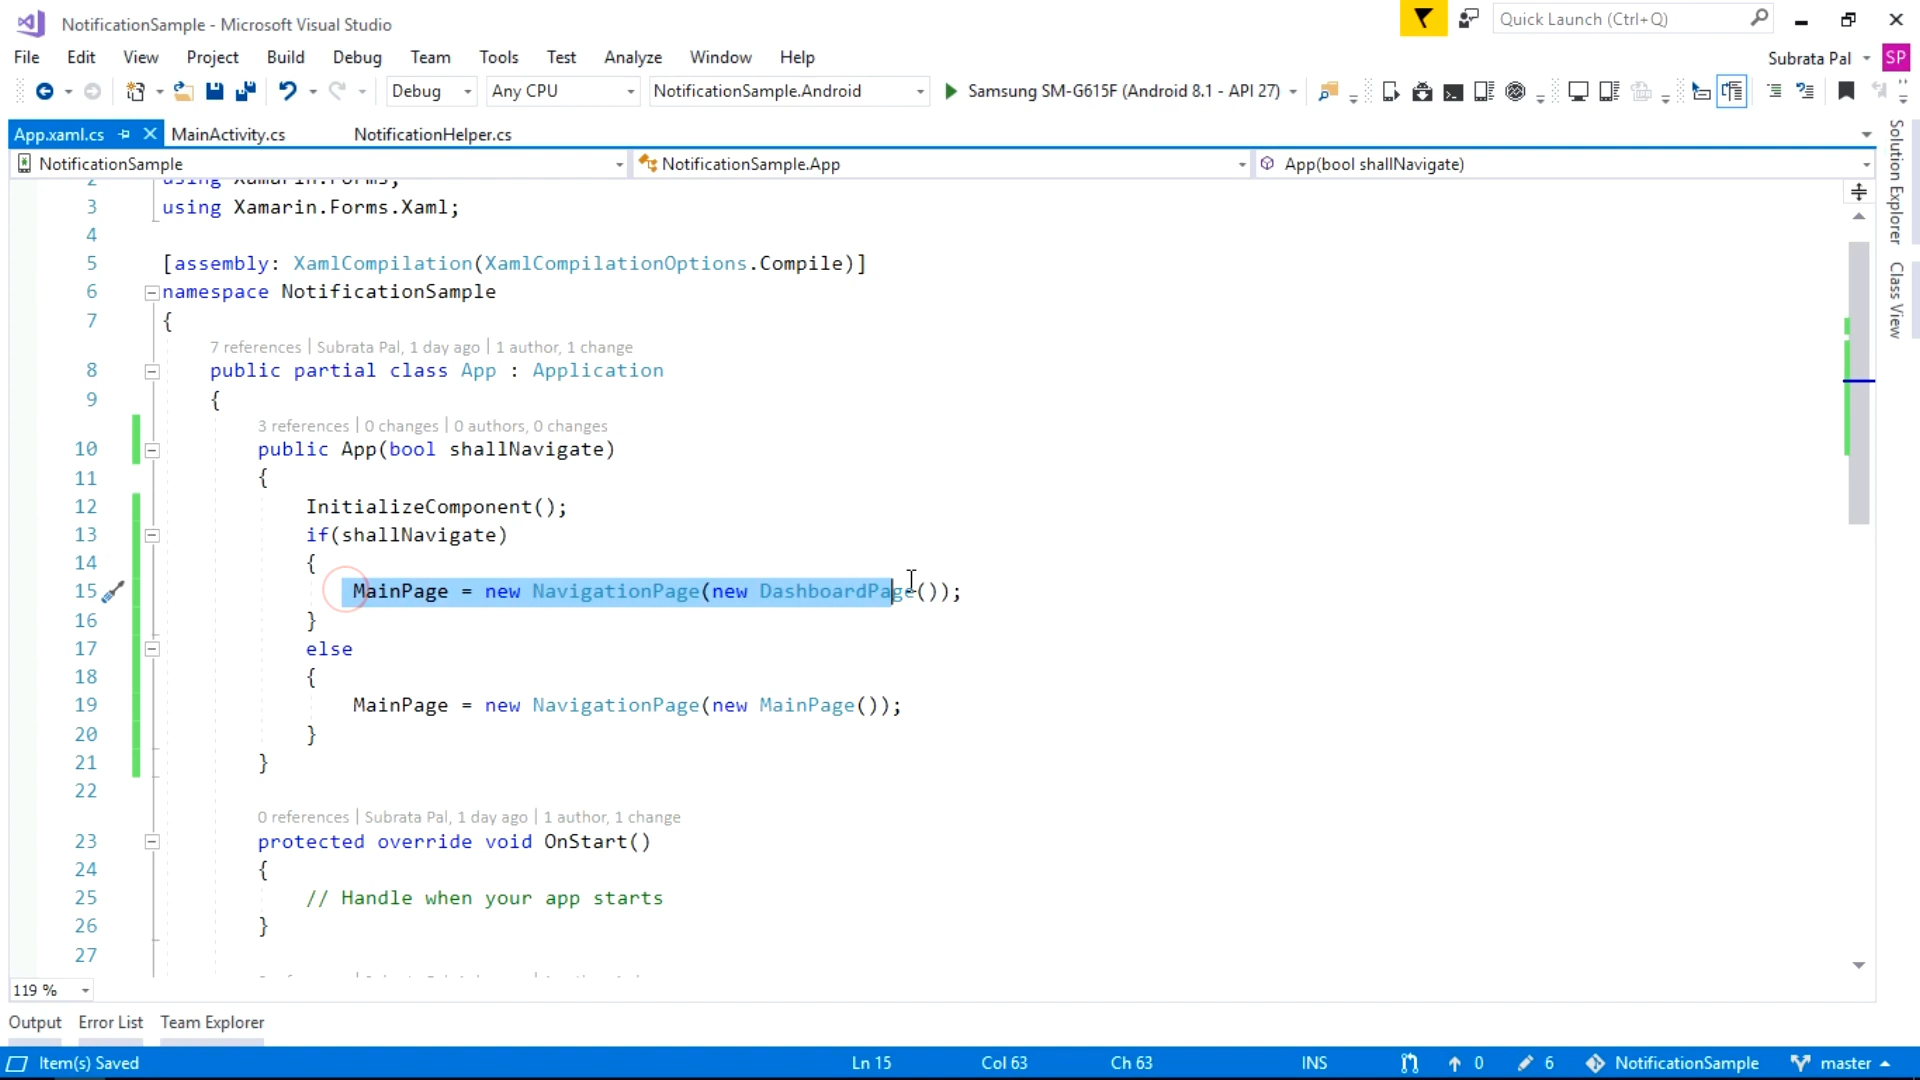 NotificationSample - Microsoft Visual Studio
Quick Launch (Ctrl+Q)
File Edit View Project Build Debug Team Tools Test Analyze Window Help
Subrata Pal SP
Debug Any CPU NotificationSample.Android Samsung SM-G615F (Android 8.1 - API 27)
App.xaml.cs MainActivity.cs NotificationHelper.cs
NotificationSample NotificationSample.App App(bool shallNavigate)
2 using Xamarin.Forms;
3 using Xamarin.Forms.Xaml;
4
5 [assembly: XamlCompilation(XamlCompilationOptions.Compile)]
6 namespace NotificationSample
7 {
7 references | Subrata Pal, 1 day ago | 1 author, 1 change
8 public partial class App : Application
9 {
3 references | 0 changes | 0 authors, 0 changes
10 public App(bool shallNavigate)
11 {
12 InitializeComponent();
13 if(shallNavigate)
14 {
15 MainPage = new NavigationPage(new DashboardPage());
16 }
17 else
18 {
19 MainPage = new NavigationPage(new MainPage());
20 }
21 }
22
0 references | Subrata Pal, 1 day ago | 1 author, 1 change
23 protected override void OnStart()
24 {
25 // Handle when your app starts
26 }
27
119 %
Output Error List Team Explorer
Item(s) Saved Ln 15 Col 63 Ch 63 INS 0 6 NotificationSample master
Solution Explorer
Class View